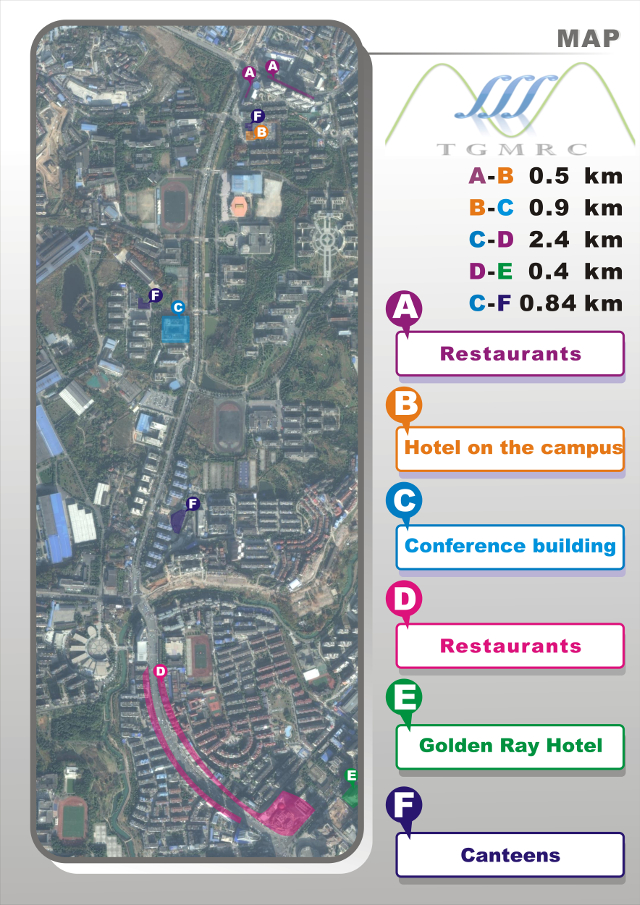 MAP
TGMRC
A-B 0.5 km
B-C 0.9 km
C-D 2.4 km
D-E 0.4 km
C-F 0.84 km
A
Restaurants
B
Hotel on the campus
C
Conference building
D
Restaurants
E
Golden Ray Hotel
F
Canteens
A
A
F
B
F
C
F
D
E